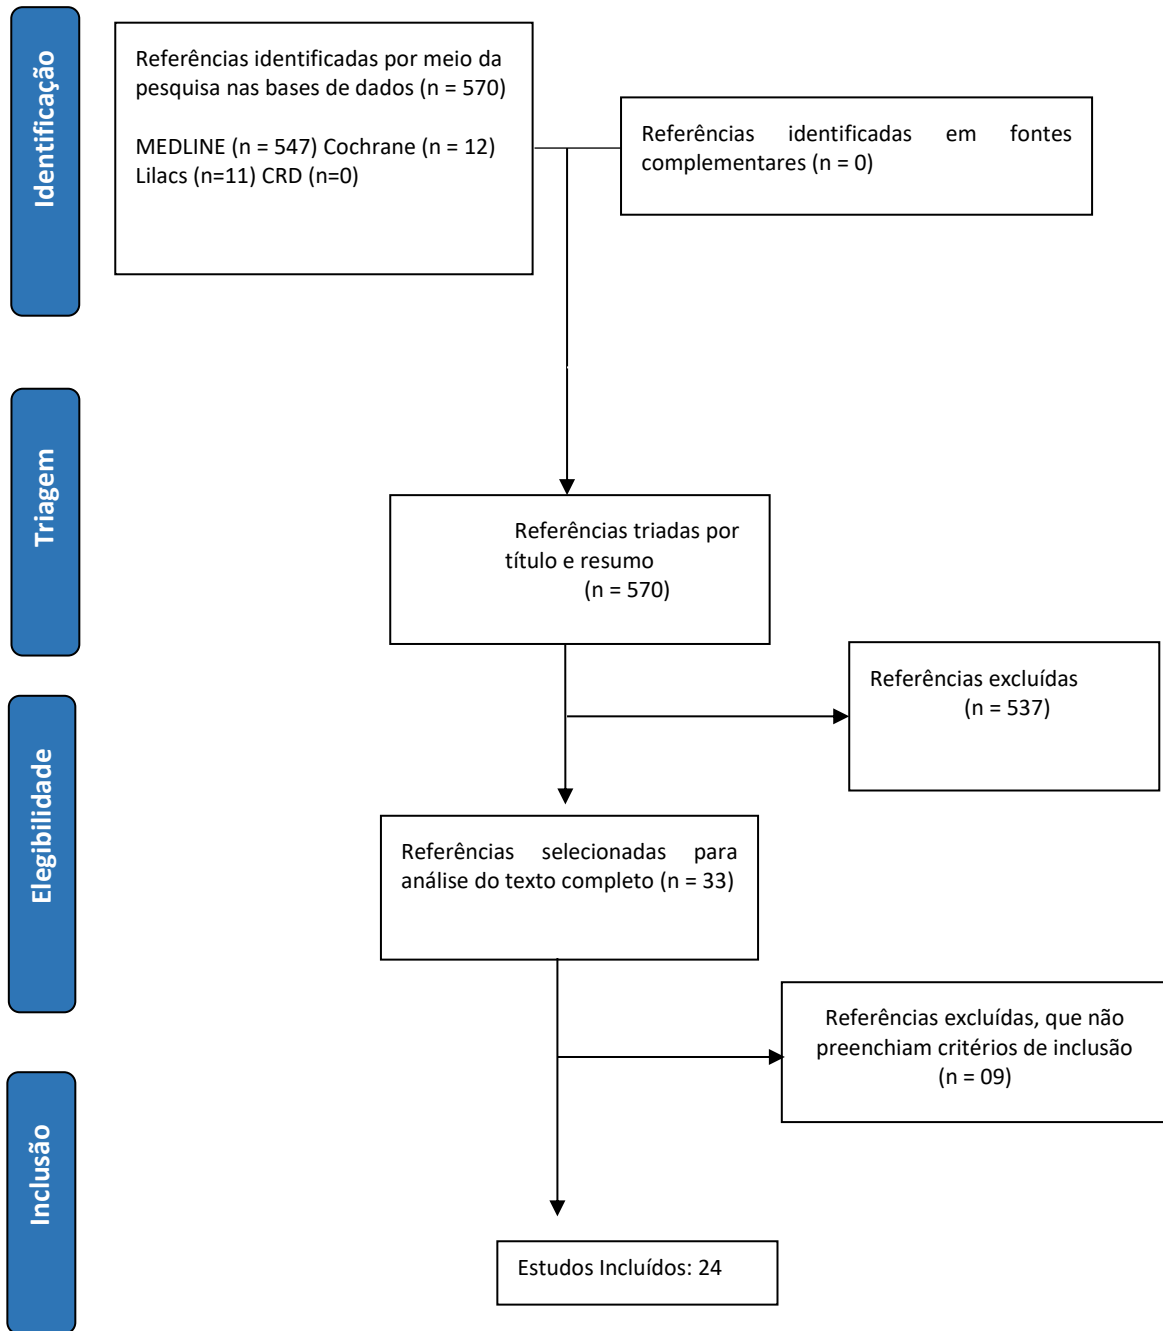 Identificação
Referências identificadas por meio da
pesquisa nas bases de dados (n = 570)
MEDLINE (n = 547) Cochrane (n = 12)
Lilacs (n=11) CRD (n=0)
Referências identificadas em fontes
complementares (n = 0)
Triagem
Referências triadas por
título e resumo
(n = 570)
Referências excluídas
(n = 537)
Elegibilidade
Referências selecionadas para
análise do texto completo (n = 33)
Referências excluídas, que não
preenchiam critérios de inclusão
(n = 09)
Inclusão
Estudos Incluídos: 24